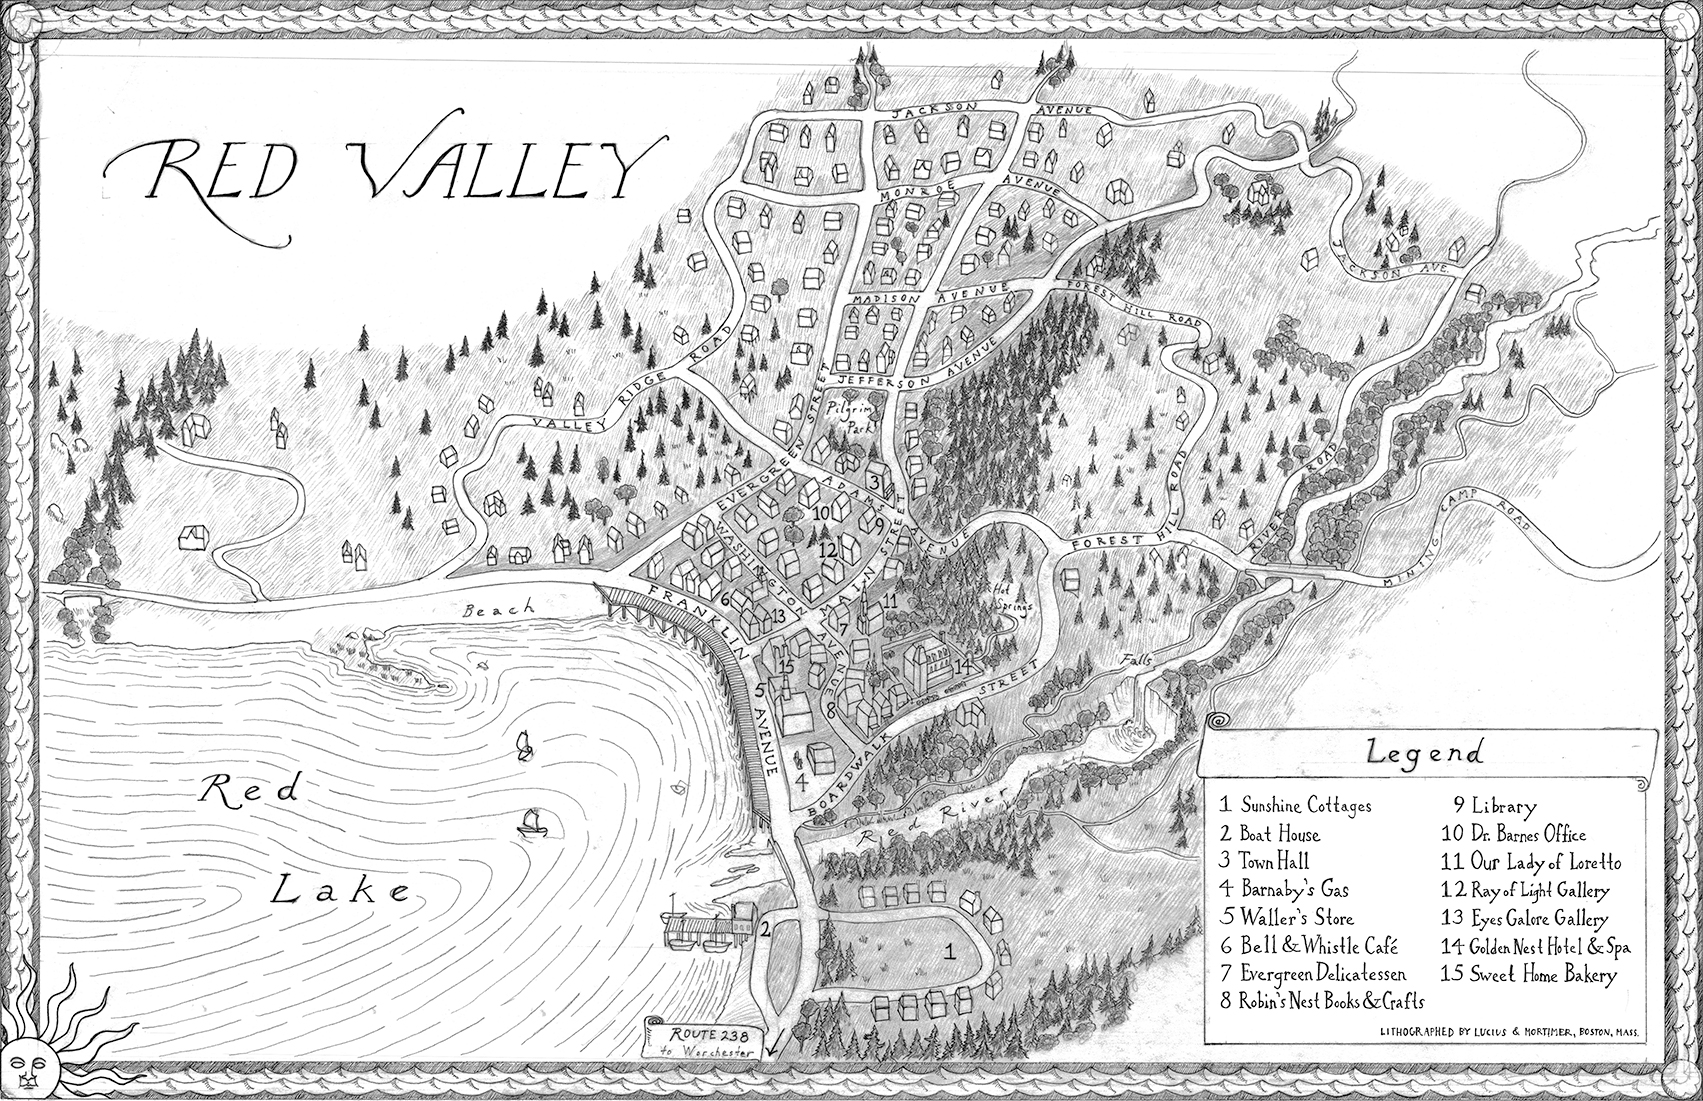 RED VALLEY
JACKSON AVENUE
MONROE AVENUE
MADISON AVENUE
FOREST HILL ROAD
JACKSON AVE.
JEFFERSON AVENUE
VALLEY RIDGE ROAD
Pilgrim
Park
EVERGREEN STREET
ADAMS AVENUE
3
10
9
12
WASHINGTON AVENUE
MAIN STREET
FOREST HILL ROAD
RIVER ROAD
MINING CAMP ROAD
Hot
Springs
Beach
FRANKLIN AVENUE
6
13
11
7
15
14
5
8
4
Falls
BOARDWALK STREET
Red River
Red
Lake
2
1
ROUTE 238
to Worchester
Legend
1 Sunshine Cottages
2 Boat House
3 Town Hall
4 Barnaby's Gas
5 Waller's Store
6 Bell & Whistle Café
7 Evergreen Delicatessen
8 Robin's Nest Books & Crafts
9 Library
10 Dr. Barnes Office
11 Our Lady of Loretto
12 Ray of Light Gallery
13 Eyes Galore Gallery
14 Golden Nest Hotel & Spa
15 Sweet Home Bakery
LITHOGRAPHED BY LUCIUS & MORTIMER, BOSTON, MASS.